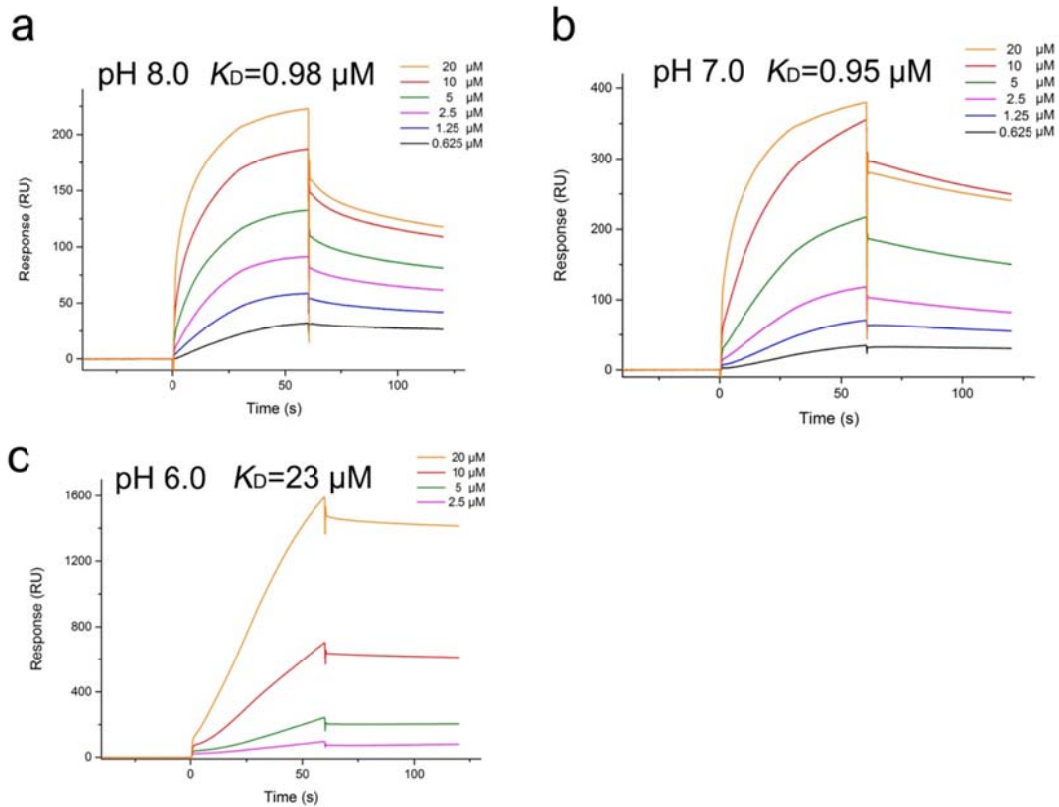 a
pH 8.0 KD=0.98 µM
20 µM
10 µM
5 µM
2.5 µM
1.25 µM
0.625 µM
Response (RU)
200
150
100
50
0
0
50
100
Time (s)
b
pH 7.0 KD=0.95 µM
20 µM
10 µM
5 µM
2.5 µM
1.25 µM
0.625 µM
Response (RU)
400
300
200
100
0
0
50
100
Time (s)
c
pH 6.0 KD=23 µM
20 µM
10 µM
5 µM
2.5 µM
Response (RU)
1600
1200
800
400
0
0
50
100
Time (s)